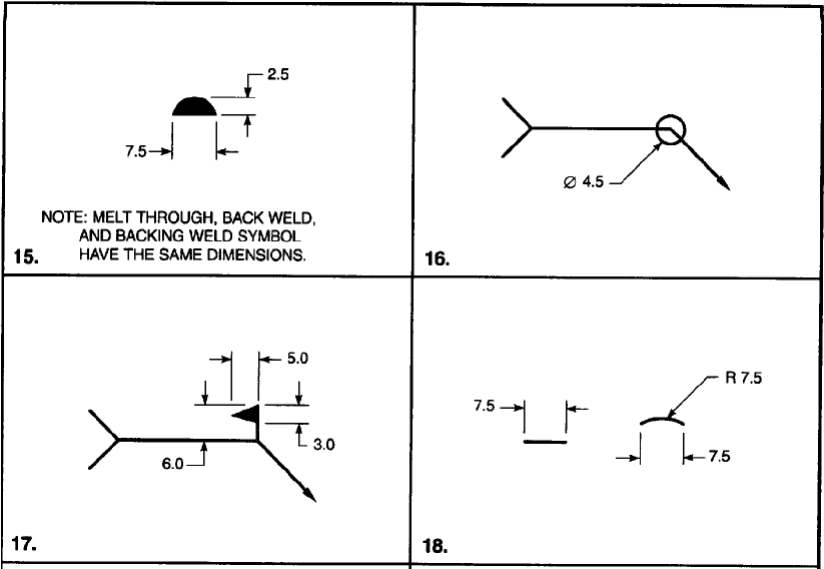 2.5
7.5
NOTE: MELT THROUGH, BACK WELD,
AND BACKING WELD SYMBOL
HAVE THE SAME DIMENSIONS.
15.
Ø 4.5
16.
5.0
3.0
6.0
17.
R 7.5
7.5
7.5
18.